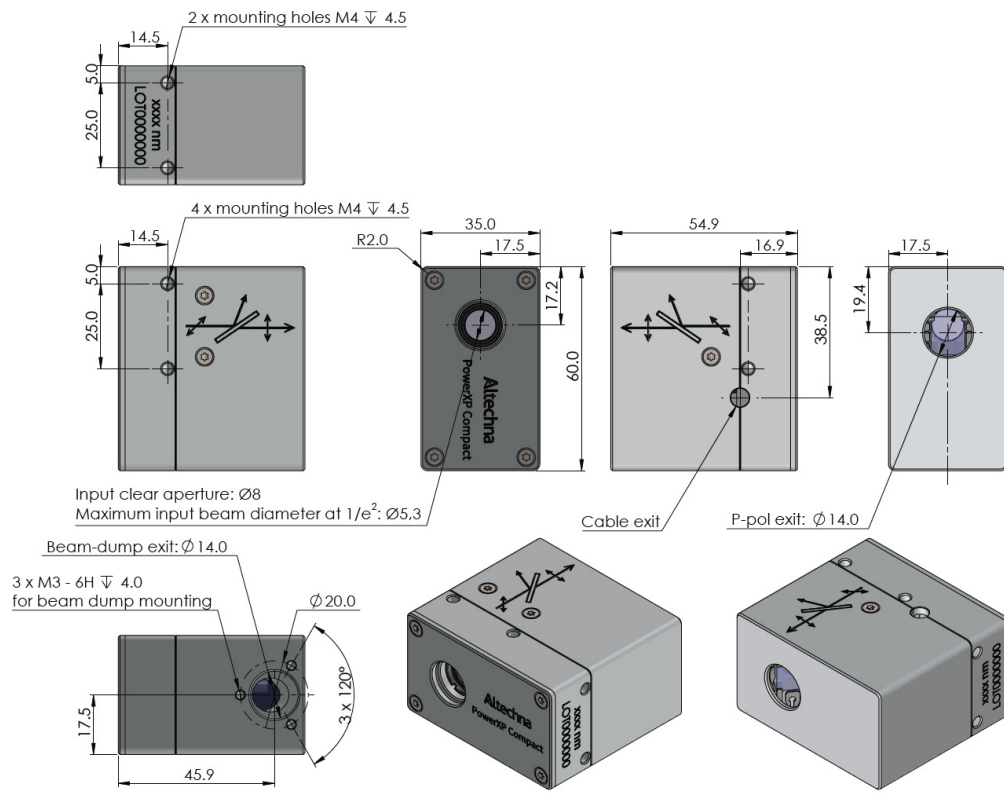 2 x mounting holes M4 ↧ 4.5
14.5
5.0
25.0
xxxx nm
LOT0000000
4 x mounting holes M4 ↧ 4.5
14.5
5.0
25.0
R2.0
35.0
17.5
17.2
60.0
Altechna
PowerXP Compact
54.9
16.9
38.5
17.5
19.4
Input clear aperture: Ø8
Maximum input beam diameter at 1/e²: Ø5,3
Cable exit
P-pol exit: ∅14.0
Beam-dump exit: ∅14.0
3 x M3 - 6H ↧ 4.0
for beam dump mounting
∅20.0
3 x 120°
17.5
45.9
Altechna
PowerXP Compact
xxxx nm
LOT0000000
xxxx nm
LOT0000000